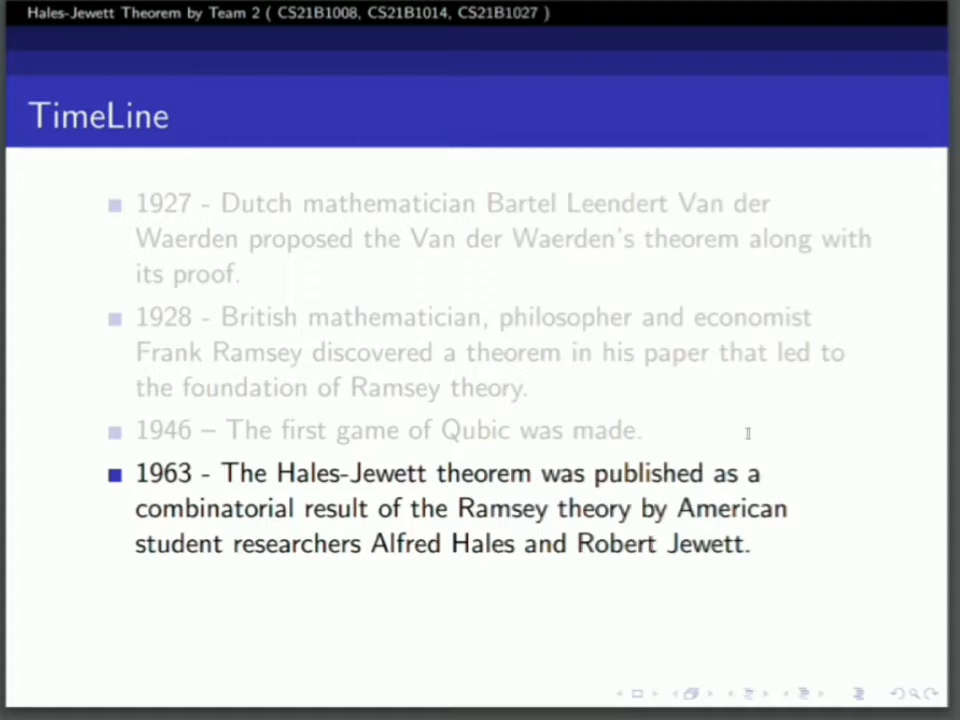 Hales-Jewett Theorem by Team 2 ( CS21B1008, CS21B1014, CS21B1027 )
TimeLine
1927 - Dutch mathematician Bartel Leendert Van der
Waerden proposed the Van der Waerden's theorem along with
its proof.
1928 - British mathematician, philosopher and economist
Frank Ramsey discovered a theorem in his paper that led to
the foundation of Ramsey theory.
1946 – The first game of Qubic was made.
1963 - The Hales-Jewett theorem was published as a
combinatorial result of the Ramsey theory by American
student researchers Alfred Hales and Robert Jewett.